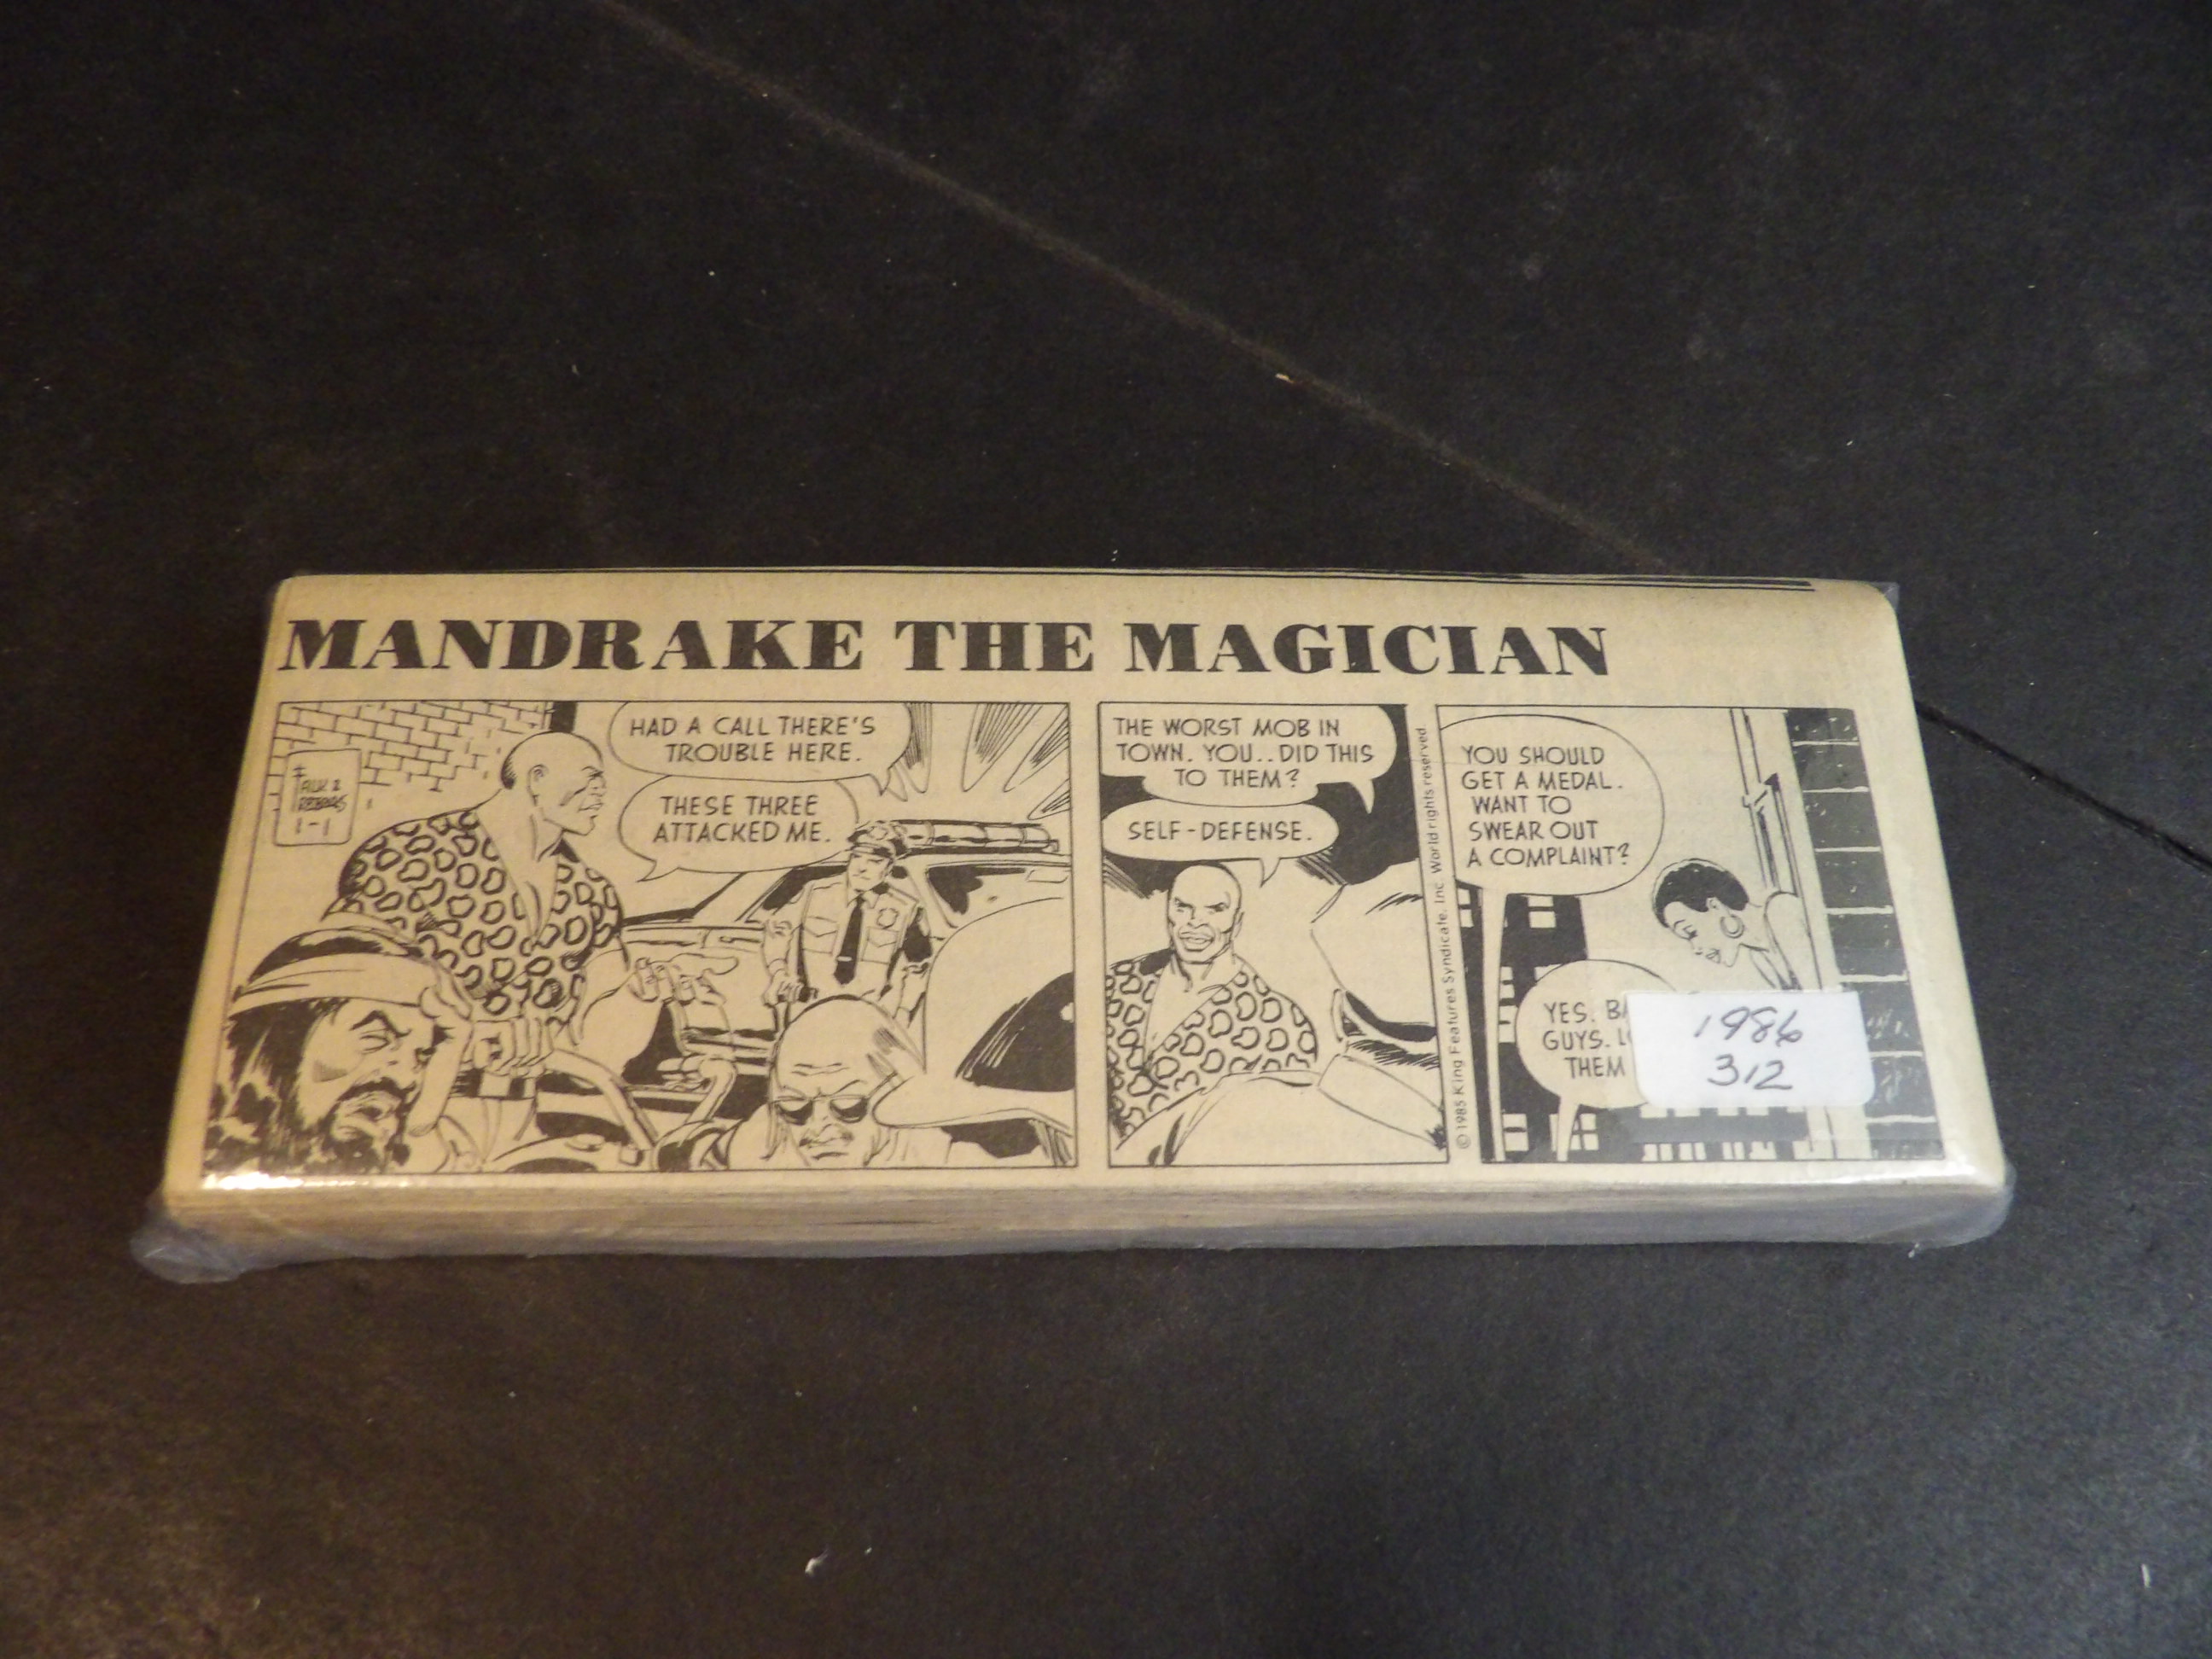 MANDRAKE THE MAGICIAN
HAD A CALL THERE'S
TROUBLE HERE.
THESE THREE
ATTACKED ME.
FALK &
1-1
THE WORST MOB IN
TOWN. YOU..DID THIS
TO THEM?
SELF-DEFENSE.
© 1985 King Features Syndicate, Inc. World rights reserved.
YOU SHOULD
GET A MEDAL.
WANT TO
SWEAR OUT
A COMPLAINT?
YES. BA
GUYS. L
THEM
1986
312